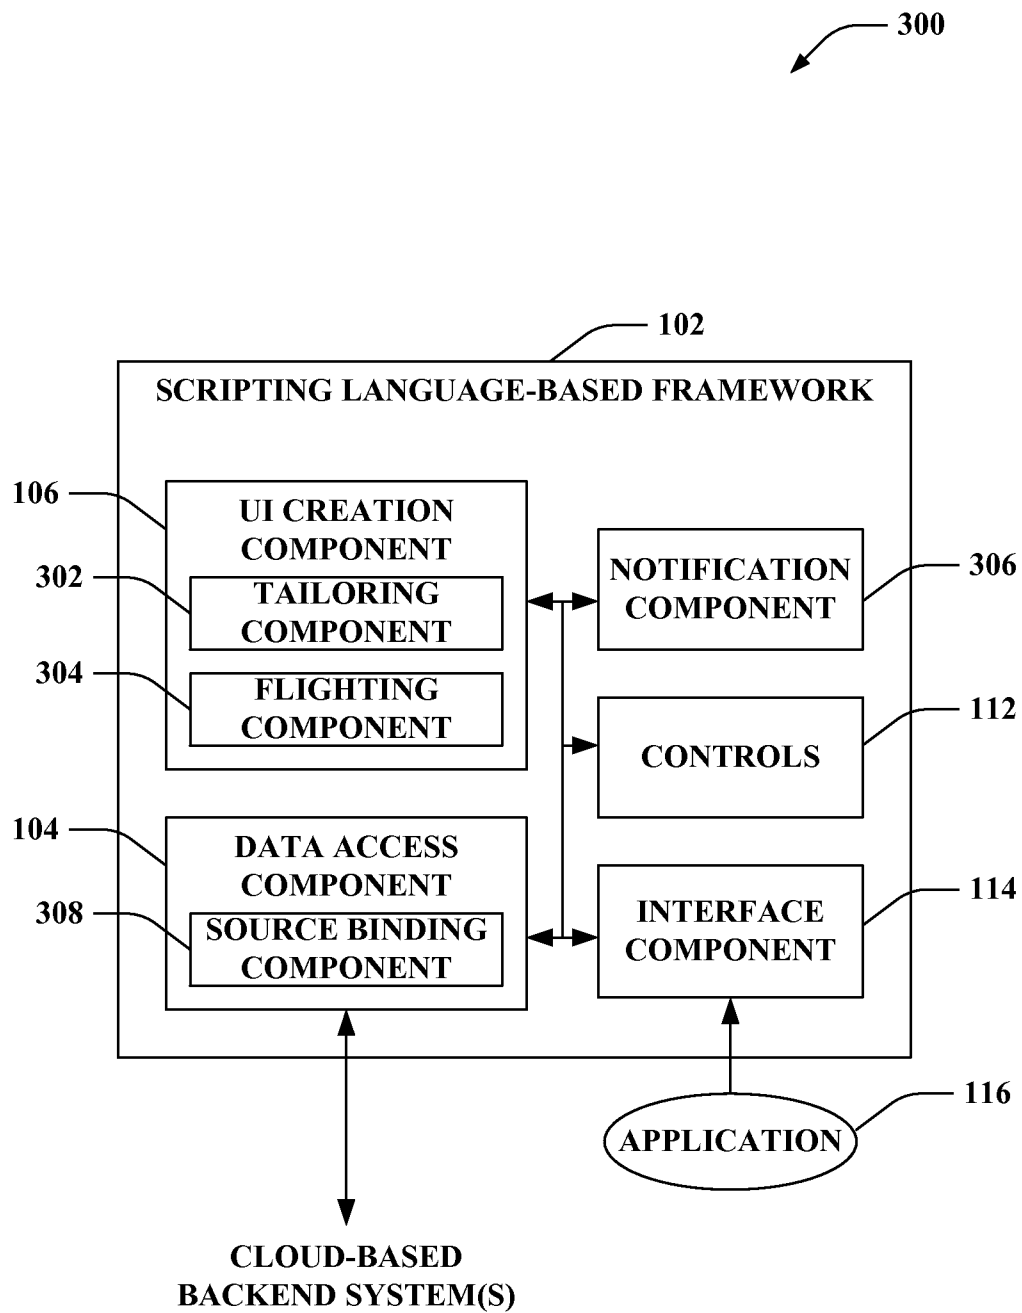 300
102
SCRIPTING LANGUAGE-BASED FRAMEWORK
106
UI CREATION
COMPONENT
302
TAILORING
COMPONENT
304
FLIGHTING
COMPONENT
NOTIFICATION
COMPONENT
306
CONTROLS
112
104
DATA ACCESS
COMPONENT
308
SOURCE BINDING
COMPONENT
INTERFACE
COMPONENT
114
APPLICATION
116
CLOUD-BASED
BACKEND SYSTEM(S)